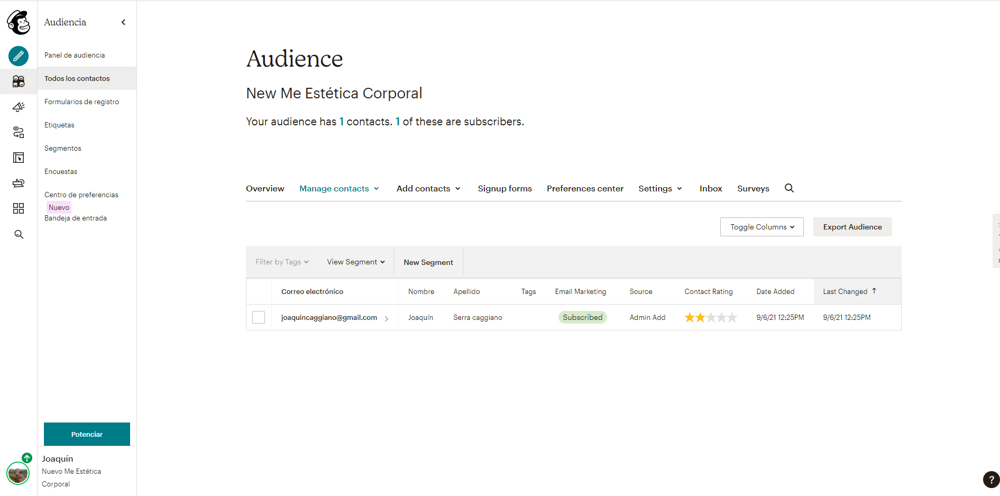 Audiencia
Panel de audiencia
Todos los contactos
Formularios de registro
Etiquetas
Segmentos
Encuestas
Centro de preferencias
Nuevo
Bandeja de entrada
Potenciar
Joaquín
Nuevo Me Estética
Corporal
Audience
New Me Estética Corporal
Your audience has 1 contacts. 1 of these are subscribers.
Overview Manage contacts Add contacts Signup forms Preferences center Settings Inbox Surveys
Toggle Columns Export Audience
Filter by Tags View Segment New Segment
Correo electrónico Nombre Apellido Tags Email Marketing Source Contact Rating Date Added Last Changed
joaquincaggiano@gmail.com Joaquín Serra caggiano Subscribed Admin Add 9/6/21 12:25PM 9/6/21 12:25PM
?